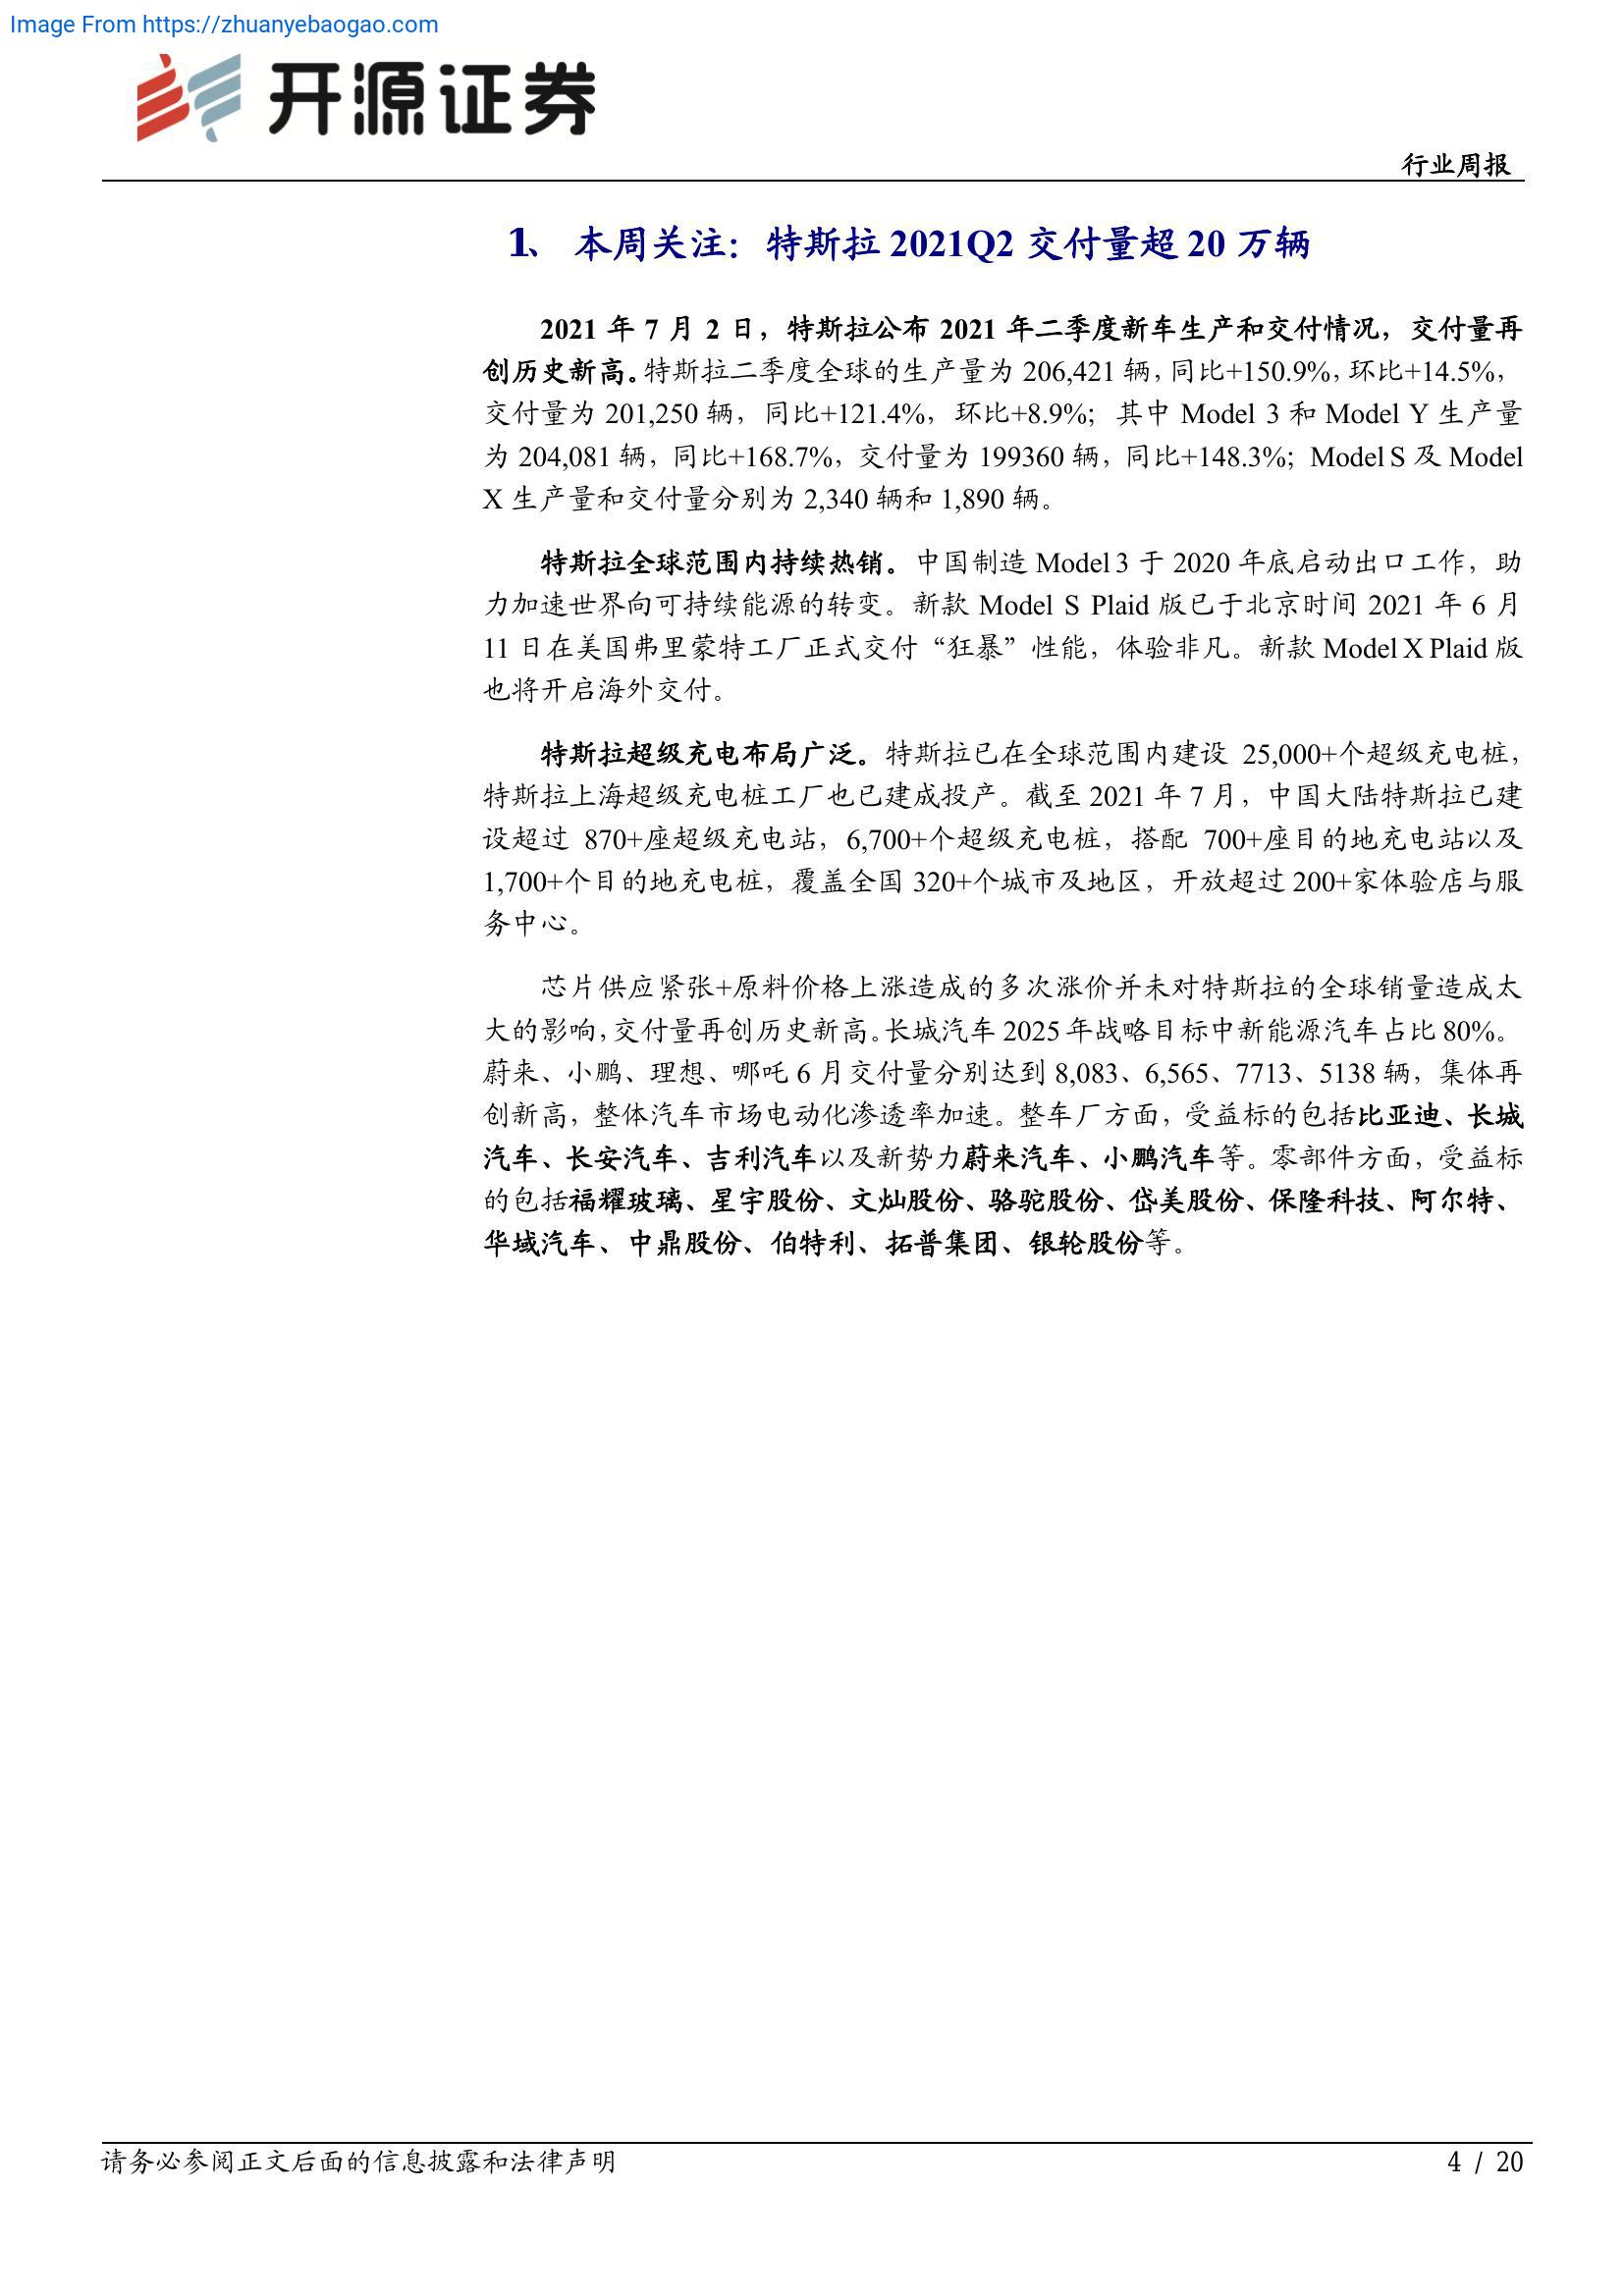 Image From https://zhuanyebaogao.com
开源证券
行业周报
1、 本周关注：特斯拉 2021Q2 交付量超 20 万辆
2021 年 7 月 2 日，特斯拉公布 2021 年二季度新车生产和交付情况，交付量再
创历史新高。特斯拉二季度全球的生产量为 206,421 辆，同比+150.9%，环比+14.5%，
交付量为 201,250 辆，同比+121.4%，环比+8.9%；其中 Model 3 和 Model Y 生产量
为 204,081 辆，同比+168.7%，交付量为 199360 辆，同比+148.3%；Model S 及 Model
X 生产量和交付量分别为 2,340 辆和 1,890 辆。
特斯拉全球范围内持续热销。中国制造 Model 3 于 2020 年底启动出口工作，助
力加速世界向可持续能源的转变。新款 Model S Plaid 版已于北京时间 2021 年 6 月
11 日在美国弗里蒙特工厂正式交付“狂暴”性能，体验非凡。新款 Model X Plaid 版
也将开启海外交付。
特斯拉超级充电布局广泛。特斯拉已在全球范围内建设 25,000+个超级充电桩，
特斯拉上海超级充电桩工厂也已建成投产。截至 2021 年 7 月，中国大陆特斯拉已建
设超过 870+座超级充电站，6,700+个超级充电桩，搭配 700+座目的地充电站以及
1,700+个目的地充电桩，覆盖全国 320+个城市及地区，开放超过 200+家体验店与服
务中心。
芯片供应紧张+原料价格上涨造成的多次涨价并未对特斯拉的全球销量造成太
大的影响，交付量再创历史新高。长城汽车 2025 年战略目标中新能源汽车占比 80%。
蔚来、小鹏、理想、哪吒 6 月交付量分别达到 8,083、6,565、7713、5138 辆，集体再
创新高，整体汽车市场电动化渗透率加速。整车厂方面，受益标的包括比亚迪、长城
汽车、长安汽车、吉利汽车以及新势力蔚来汽车、小鹏汽车等。零部件方面，受益标
的包括福耀玻璃、星宇股份、文灿股份、骆驼股份、岱美股份、保隆科技、阿尔特、
华域汽车、中鼎股份、伯特利、拓普集团、银轮股份等。
请务必参阅正文后面的信息披露和法律声明
4 / 20